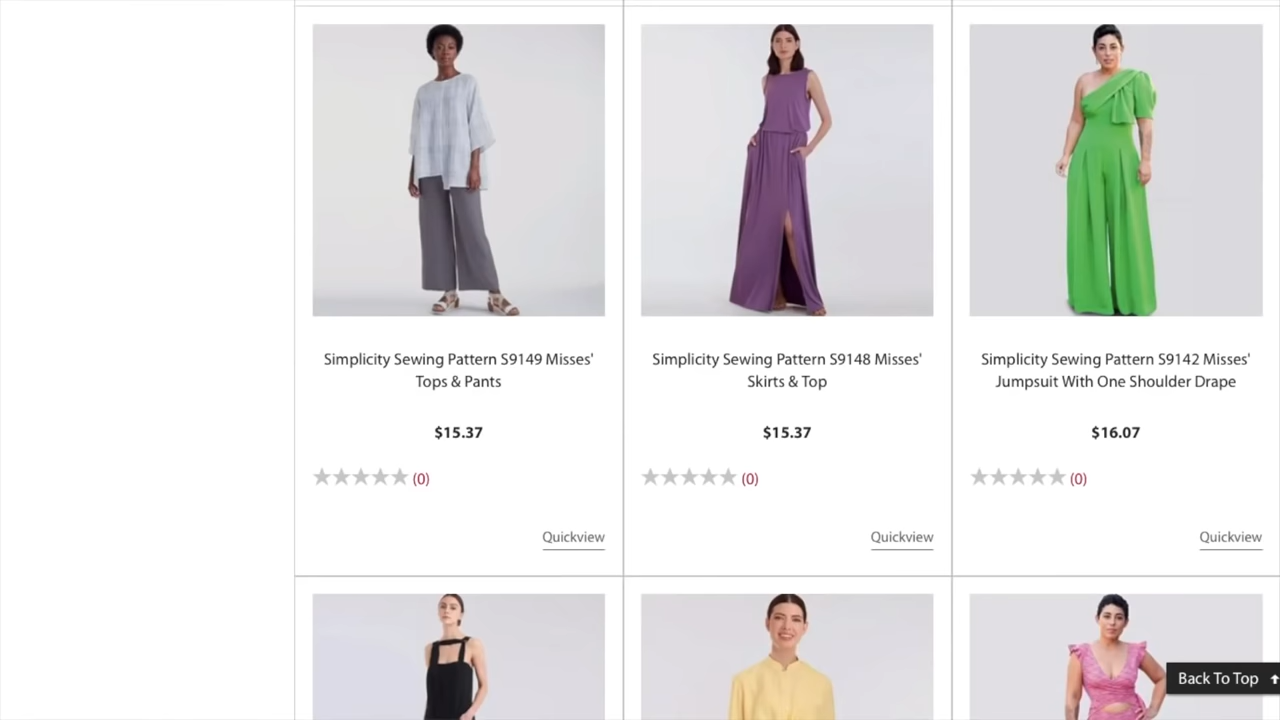 Simplicity Sewing Pattern S9149 Misses'
Tops & Pants
$15.37
(0)
Quickview
Simplicity Sewing Pattern S9148 Misses'
Skirts & Top
$15.37
(0)
Quickview
Simplicity Sewing Pattern S9142 Misses'
Jumpsuit With One Shoulder Drape
$16.07
(0)
Quickview
Back To Top